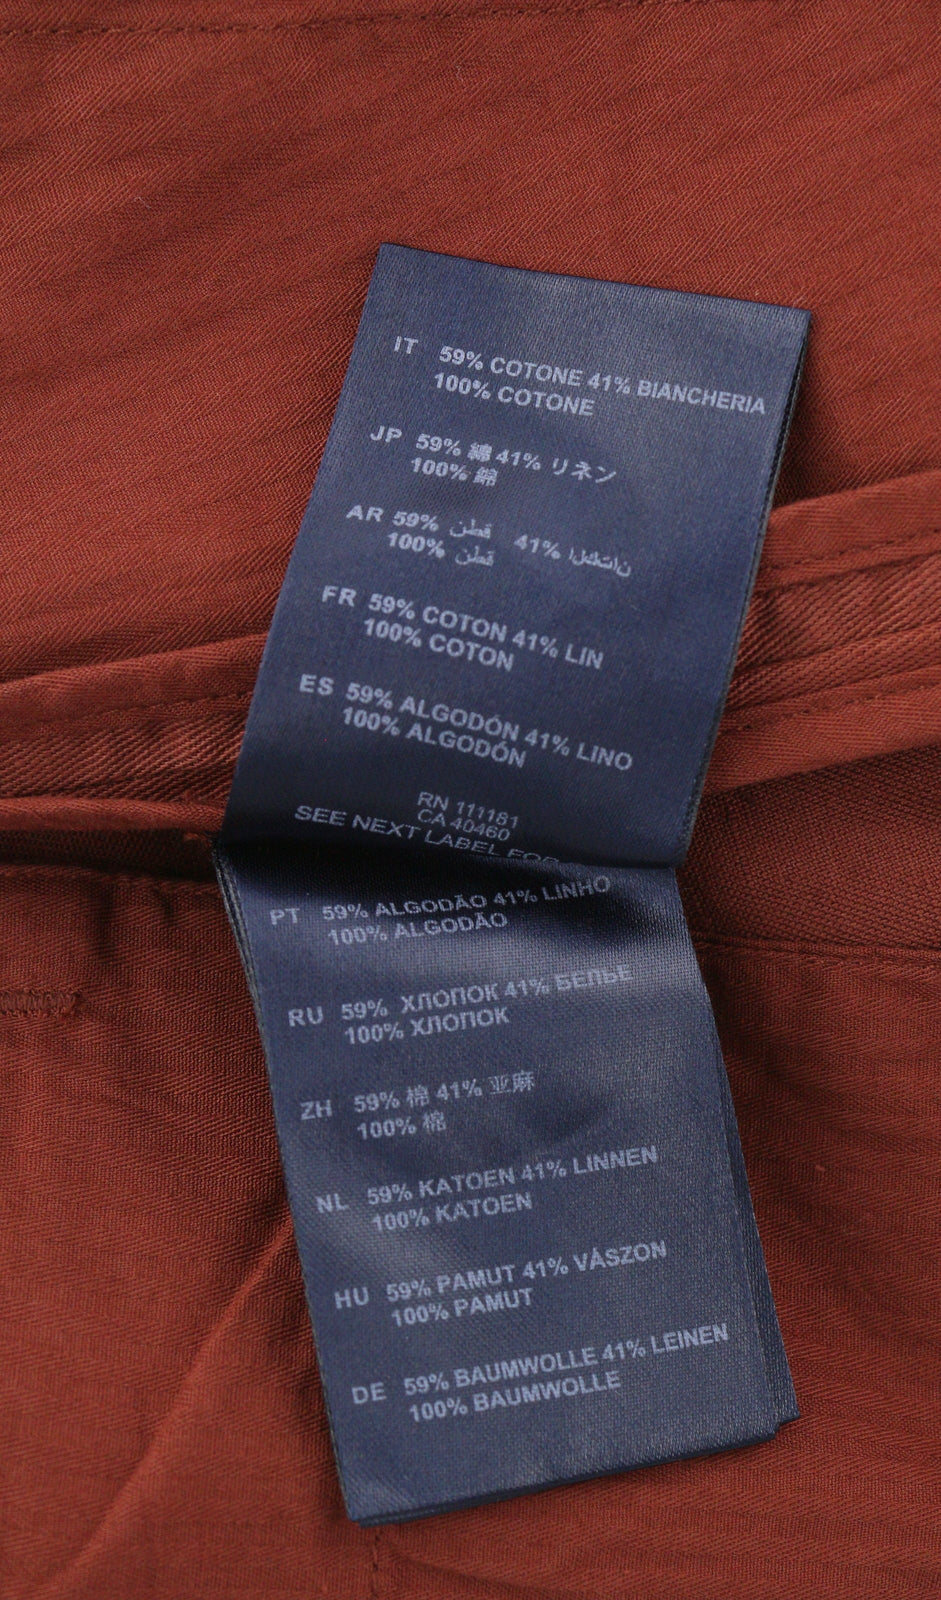 IT 59% COTONE 41% BIANCHERIA
100% COTONE
JP 59% 綿 41% リネン
100% 綿
AR 59% قطن 41% الكتان
100% قطن
FR 59% COTON 41% LIN
100% COTON
ES 59% ALGODÓN 41% LINO
100% ALGODÓN
RN 111181
CA 40460
SEE NEXT LABEL FOR
PT 59% ALGODÃO 41% LINHO
100% ALGODÃO
RU 59% ХЛОПОК 41% БЕЛЬЕ
100% ХЛОПОК
ZH 59% 棉 41% 亚麻
100% 棉
NL 59% KATOEN 41% LINNEN
100% KATOEN
HU 59% PAMUT 41% VÁSZON
100% PAMUT
DE 59% BAUMWOLLE 41% LEINEN
100% BAUMWOLLE